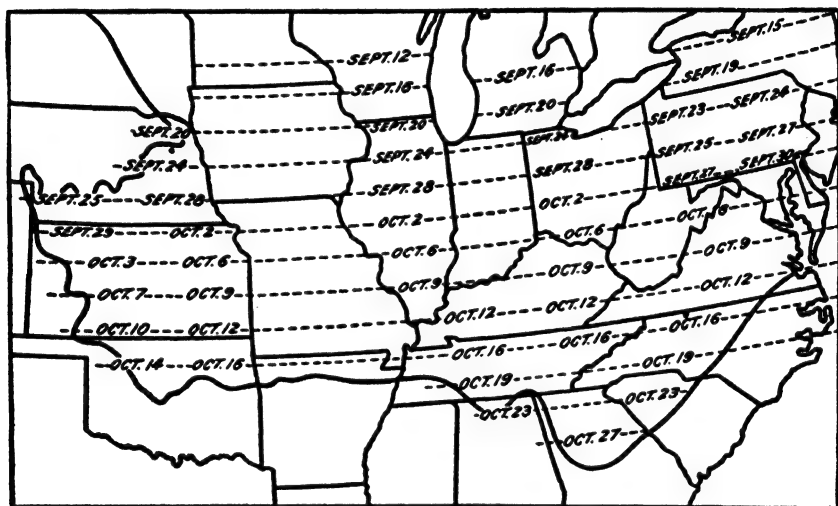 SEPT. 15
SEPT. 12
SEPT. 16
SEPT. 19
SEPT. 16
SEPT. 20
SEPT. 23
SEPT. 26
SEPT. 20
SEPT. 20
SEPT. 24
SEPT. 25
SEPT. 27
SEPT. 24
SEPT. 24
SEPT. 28
SEPT. 27
SEPT. 30
SEPT. 25
SEPT. 28
SEPT. 28
OCT. 2
SEPT. 29
OCT. 2
OCT. 2
OCT. 6
OCT. 3
OCT. 6
OCT. 6
OCT. 9
OCT. 9
OCT. 7
OCT. 9
OCT. 9
OCT. 12
OCT. 12
OCT. 12
OCT. 10
OCT. 12
OCT. 16
OCT. 16
OCT. 16
OCT. 14
OCT. 16
OCT. 19
OCT. 19
OCT. 23
OCT. 23
OCT. 27